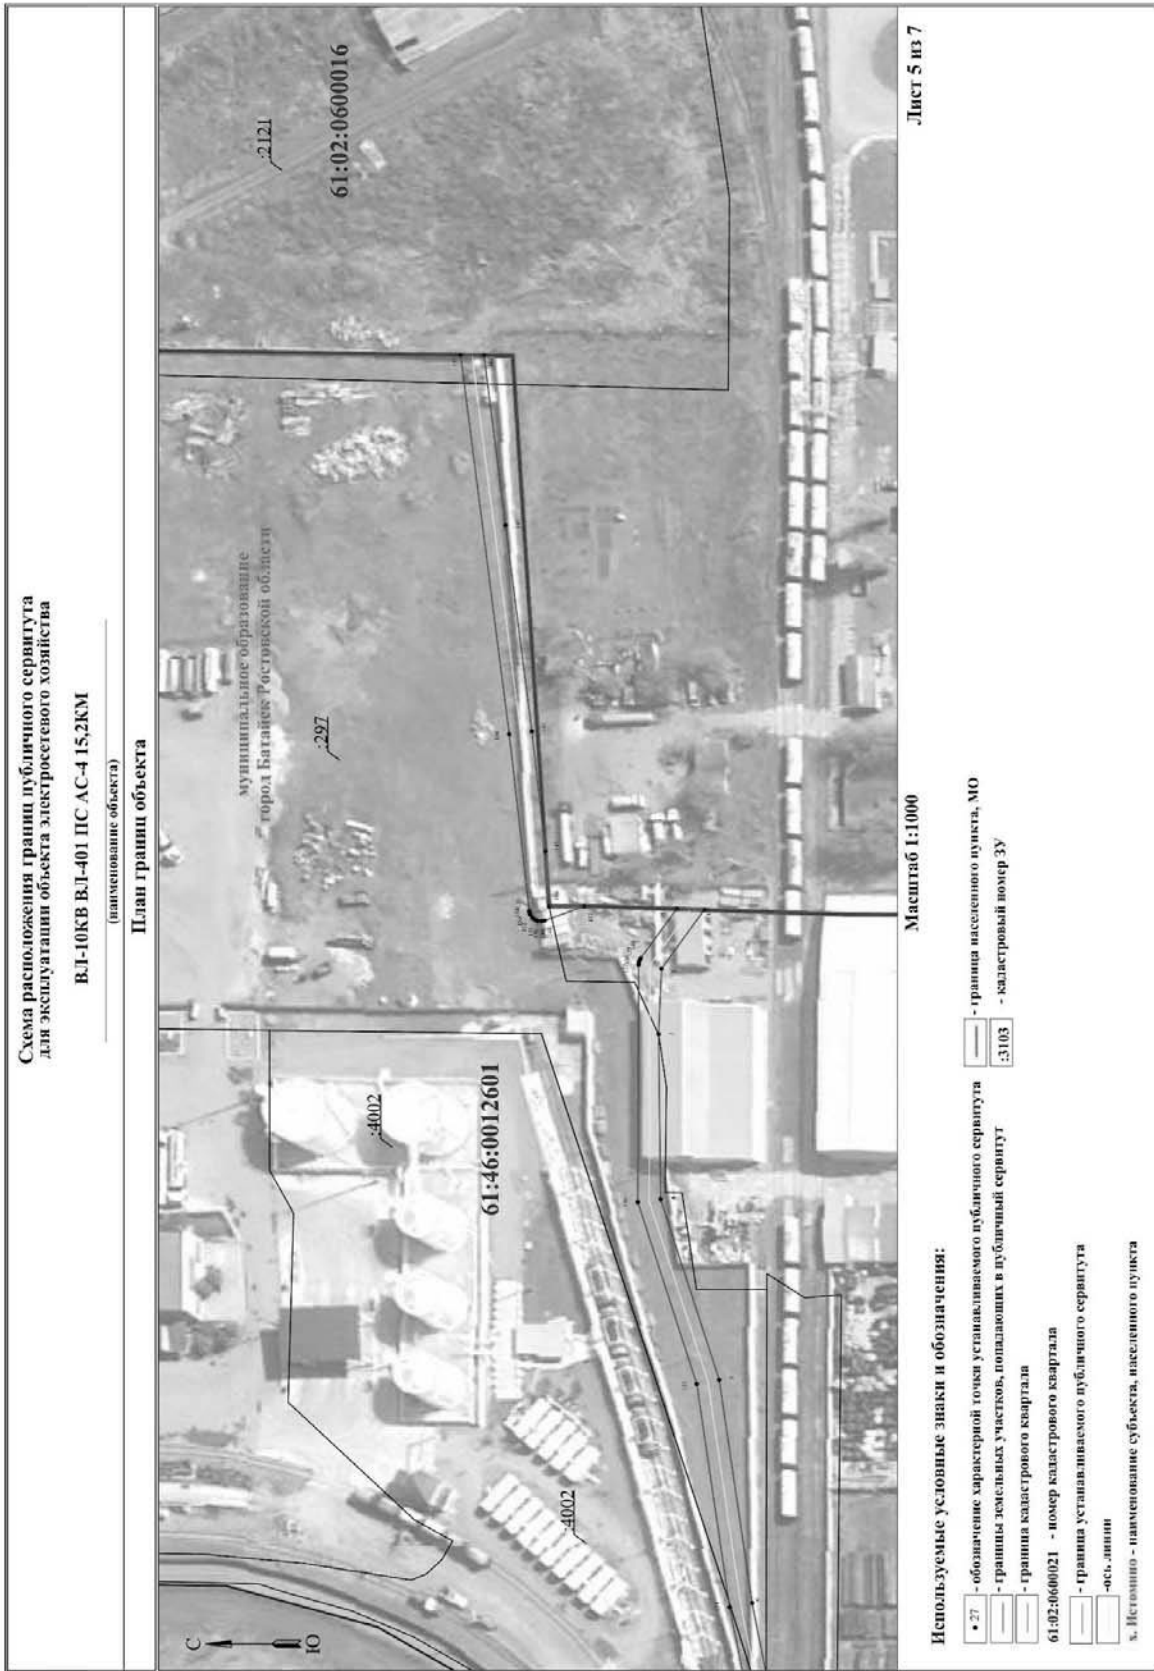 Схема расположения границ публичного сервитута
для эксплуатации объекта электросетевого хозяйства
ВЛ-10КВ ВЛ-401 ПС АС-4 15,2КМ
(наименование объекта)
План границ объекта
С
Ю
:4002
:4002
61:46:0012601
муниципальное образование
город Батайск Ростовской области
:297
:2121
61:02:0600016
Масштаб 1:1000
Лист 5 из 7
Используемые условные знаки и обозначения:
• 27 - обозначение характерной точки устанавливаемого публичного сервитута
- границы земельных участков, попадающих в публичный сервитут
- граница кадастрового квартала
61:02:0600021 - номер кадастрового квартала
- граница устанавливаемого публичного сервитута
-ось линии
х. Истомино - наименование субъекта, населенного пункта
- граница населенного пункта, МО
:3103 - кадастровый номер ЗУ